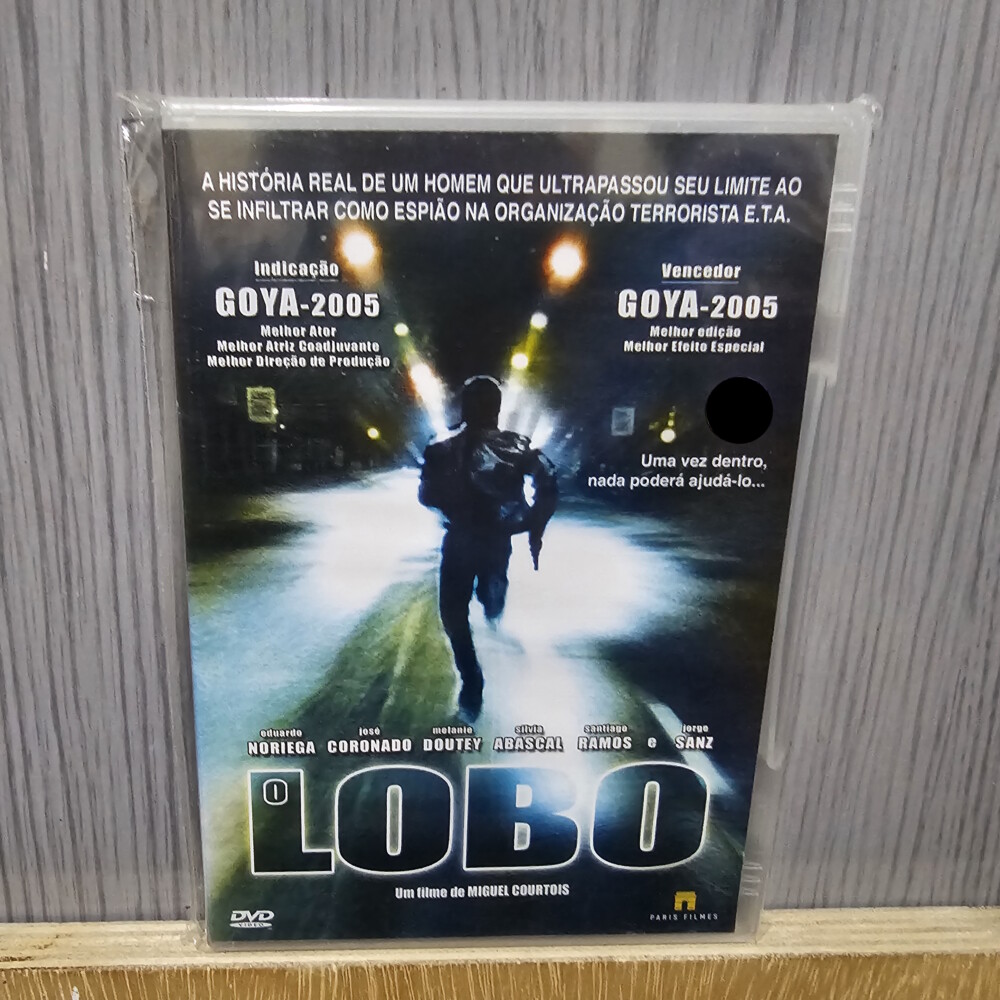 A HISTÓRIA REAL DE UM HOMEM QUE ULTRAPASSOU SEU LIMITE AO
SE INFILTRAR COMO ESPIÃO NA ORGANIZAÇÃO TERRORISTA E.T.A.
Indicação
GOYA-2005
Melhor Ator
Melhor Atriz Coadjuvante
Melhor Direção de Produção
Vencedor
GOYA-2005
Melhor edição
Melhor Efeito Especial
Uma vez dentro,
nada poderá ajudá-lo...
eduardo NORIEGA josé CORONADO melanie DOUTEY silvia ABASCAL santiago RAMOS e jorge SANZ
O LOBO
Um filme de MIGUEL COURTOIS
DVD
VIDEO
PARIS FILMES